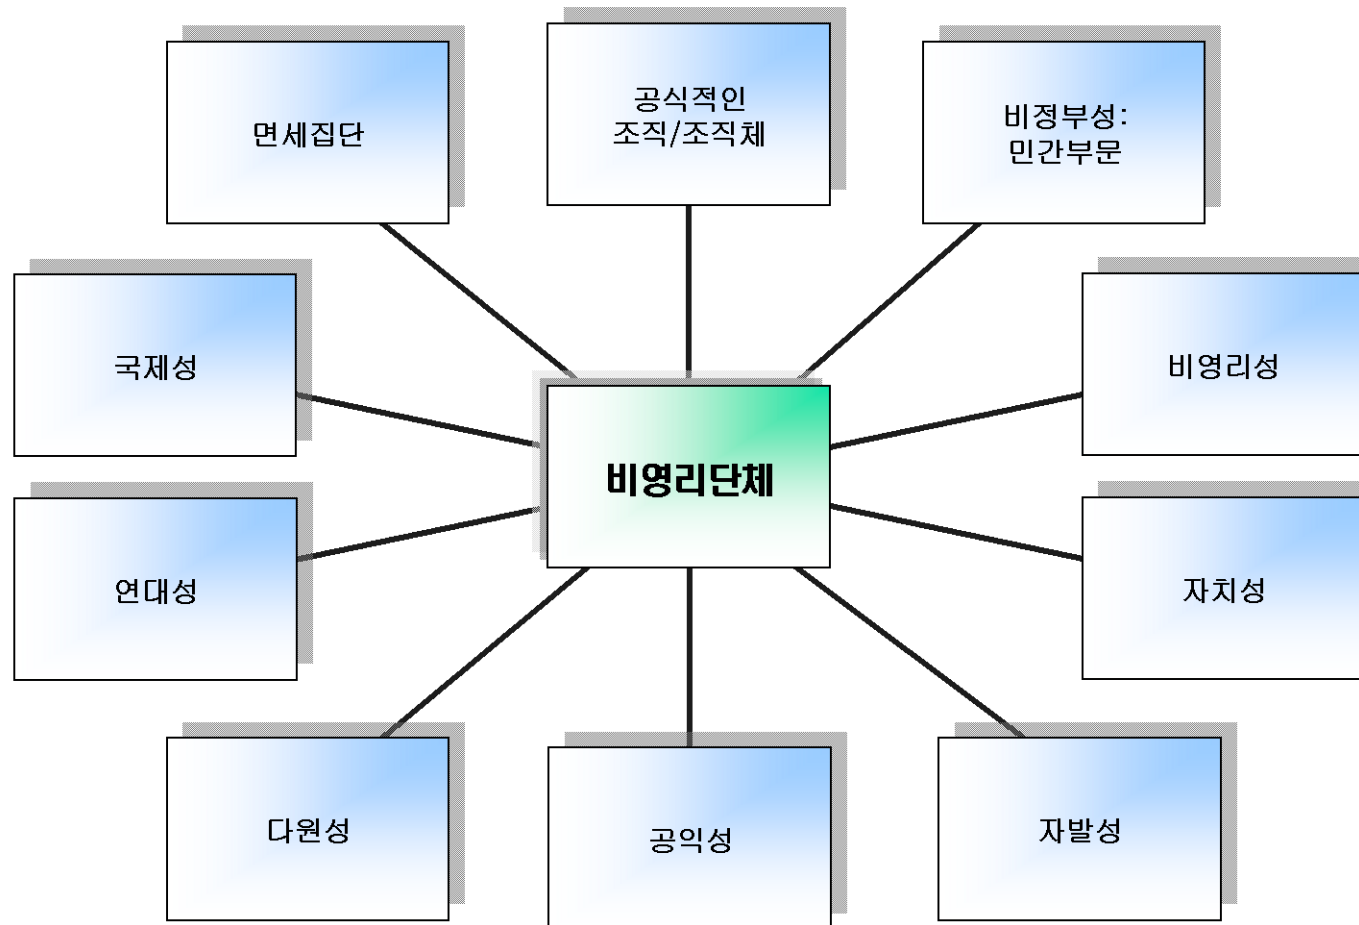 면세집단
공식적인
조직/조직체
비정부성:
민간부문
국제성
비영리성
비영리단체
연대성
자치성
다원성
공익성
자발성